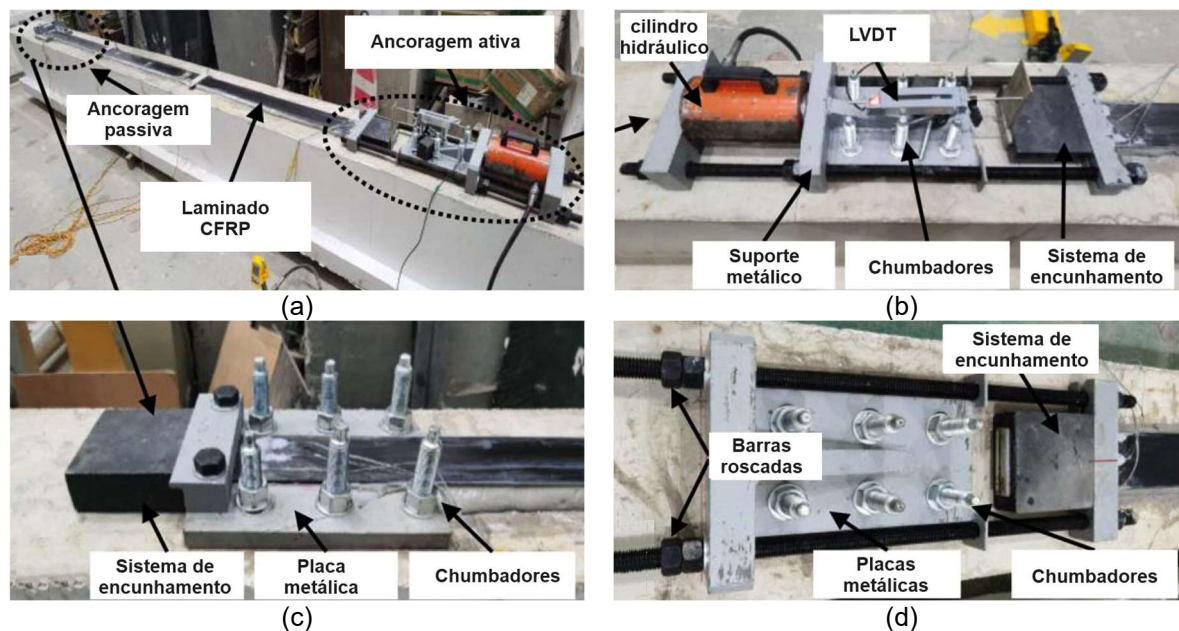 Ancoragem ativa
Ancoragem
passiva
Laminado
CFRP
(a)
cilindro
hidráulico
LVDT
Suporte
metálico
Chumbadores
Sistema de
encunhamento
(b)
Sistema de
encunhamento
Placa
metálica
Chumbadores
(c)
Sistema de
encunhamento
Barras
roscadas
Placas
metálicas
Chumbadores
(d)